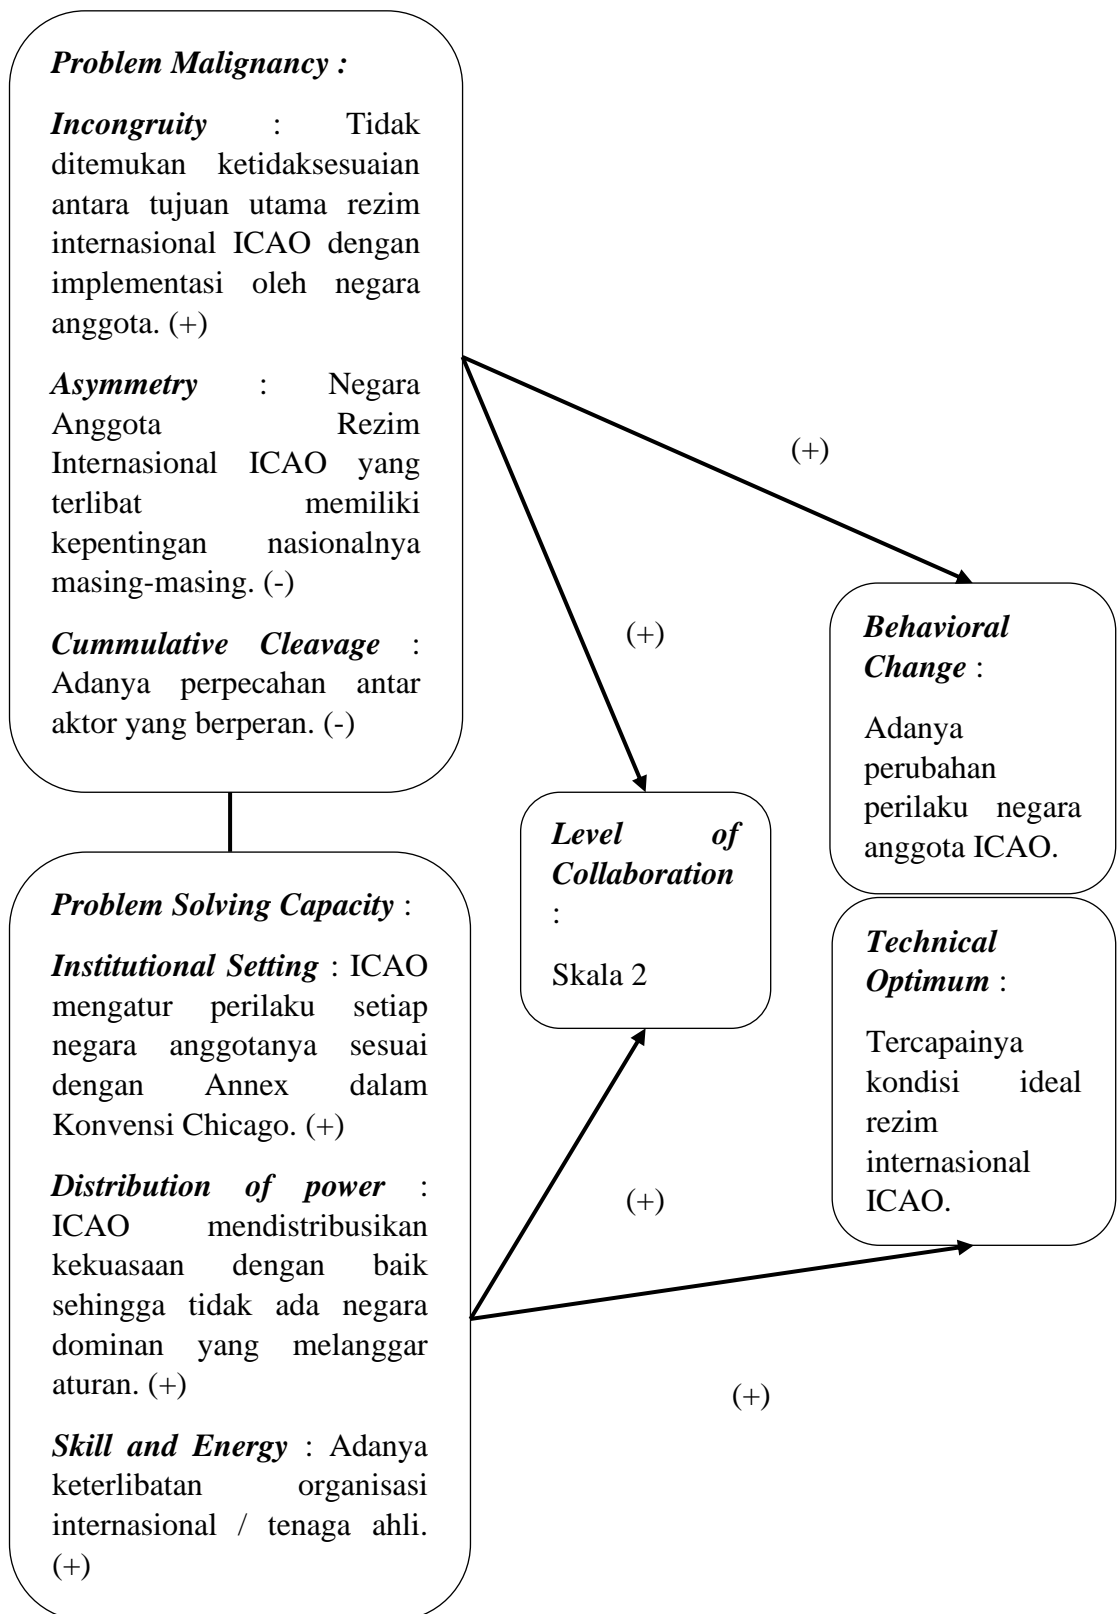 Problem Malignancy :
Incongruity : Tidak
ditemukan ketidaksesuaian
antara tujuan utama rezim
internasional ICAO dengan
implementasi oleh negara
anggota. (+)
Asymmetry : Negara
Anggota Rezim
Internasional ICAO yang
terlibat memiliki
kepentingan nasionalnya
masing-masing. (-)
Cummulative Cleavage :
Adanya perpecahan antar
aktor yang berperan. (-)
(+)
(+)
Behavioral
Change :
Adanya
perubahan
perilaku negara
anggota ICAO.
Level of
Collaboration
:
Skala 2
Problem Solving Capacity :
Institutional Setting : ICAO
mengatur perilaku setiap
negara anggotanya sesuai
dengan Annex dalam
Konvensi Chicago. (+)
Distribution of power :
ICAO mendistribusikan
kekuasaan dengan baik
sehingga tidak ada negara
dominan yang melanggar
aturan. (+)
Skill and Energy : Adanya
keterlibatan organisasi
internasional / tenaga ahli.
(+)
Technical
Optimum :
Tercapainya
kondisi ideal
rezim
internasional
ICAO.
(+)
(+)